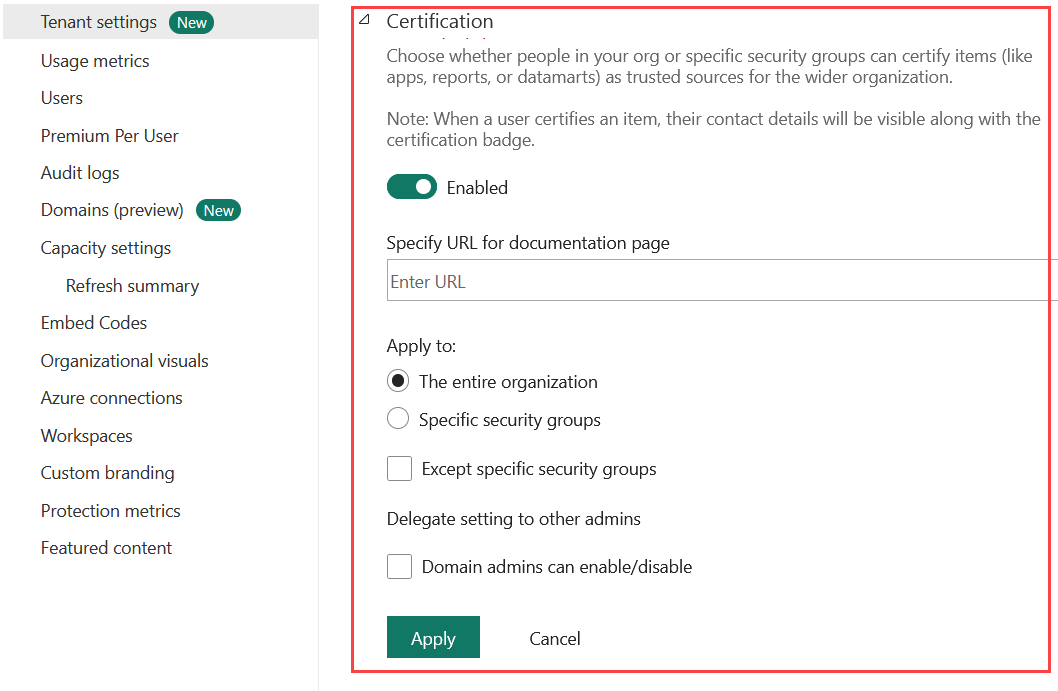 Tenant settings New
Usage metrics
Users
Premium Per User
Audit logs
Domains (preview) New
Capacity settings
Refresh summary
Embed Codes
Organizational visuals
Azure connections
Workspaces
Custom branding
Protection metrics
Featured content
Certification
Choose whether people in your org or specific security groups can certify items (like
apps, reports, or datamarts) as trusted sources for the wider organization.
Note: When a user certifies an item, their contact details will be visible along with the
certification badge.
Enabled
Specify URL for documentation page
Enter URL
Apply to:
The entire organization
Specific security groups
Except specific security groups
Delegate setting to other admins
Domain admins can enable/disable
Apply Cancel